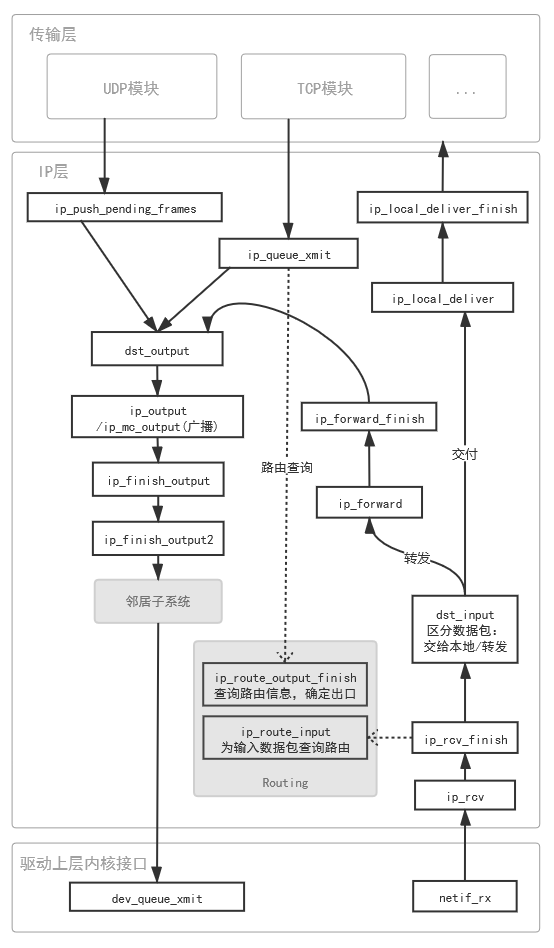 传输层
UDP模块
TCP模块
...
IP层
ip_push_pending_frames
ip_local_deliver_finish
ip_queue_xmit
ip_local_deliver
dst_output
ip_output
/ip_mc_output(广播)
ip_forward_finish
交付
路由查询
ip_finish_output
ip_forward
ip_finish_output2
转发
邻居子系统
dst_input
区分数据包:
交给本地/转发
ip_route_output_finish
查询路由信息，确定出口
ip_route_input
为输入数据包查询路由
ip_rcv_finish
Routing
ip_rcv
驱动上层内核接口
dev_queue_xmit
netif_rx